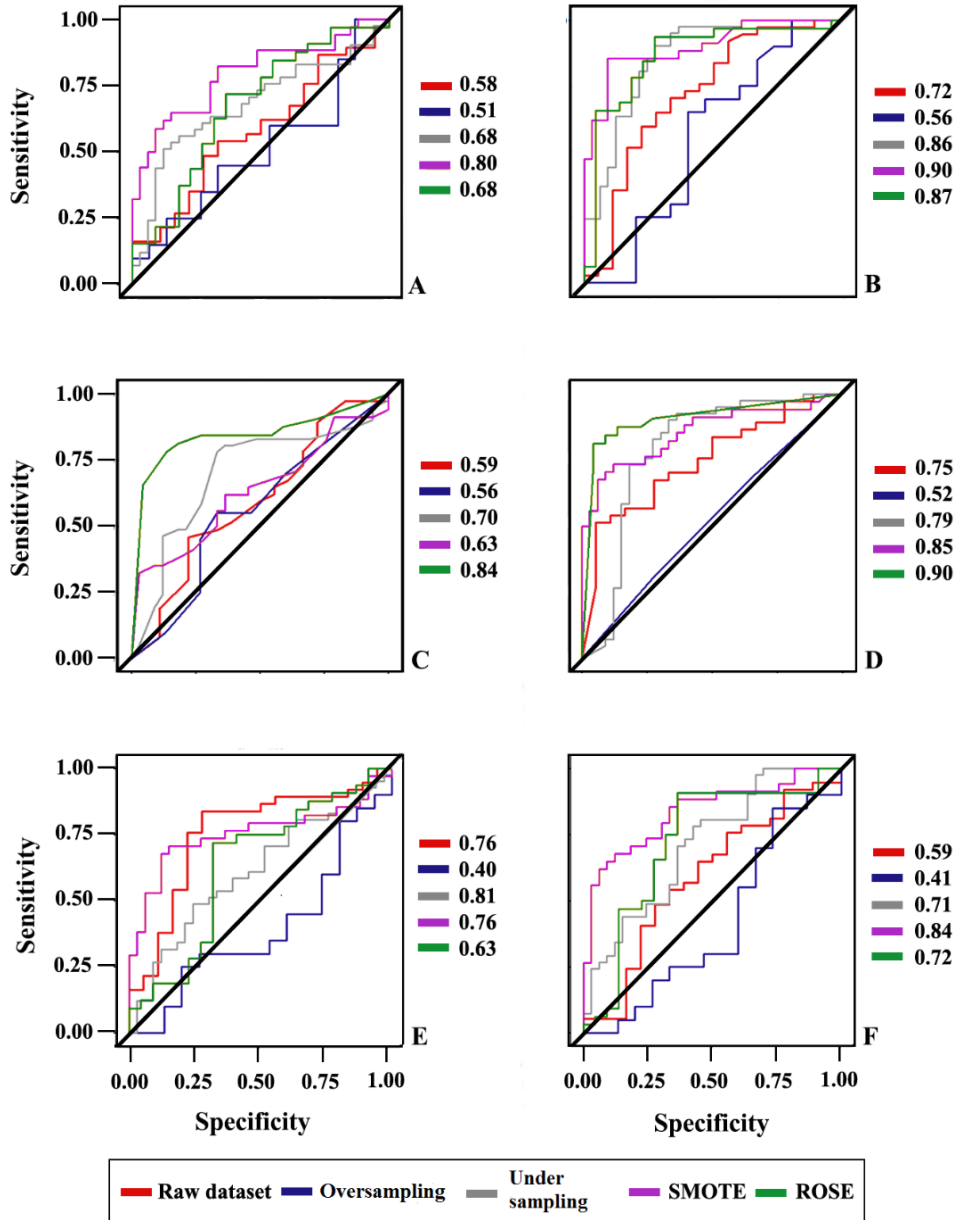 1.00
0.75
0.50
0.25
0.00
Sensitivity
0.58
0.51
0.68
0.80
0.68
A
0.72
0.56
0.86
0.90
0.87
B
1.00
0.75
0.50
0.25
0.00
Sensitivity
0.59
0.56
0.70
0.63
0.84
C
0.75
0.52
0.79
0.85
0.90
D
1.00
0.75
0.50
0.25
0.00
Sensitivity
0.76
0.40
0.81
0.76
0.63
E
0.59
0.41
0.71
0.84
0.72
F
0.00 0.25 0.50 0.75 1.00
Specificity
0.00 0.25 0.50 0.75 1.00
Specificity
Raw dataset
Oversampling
Under
sampling
SMOTE
ROSE